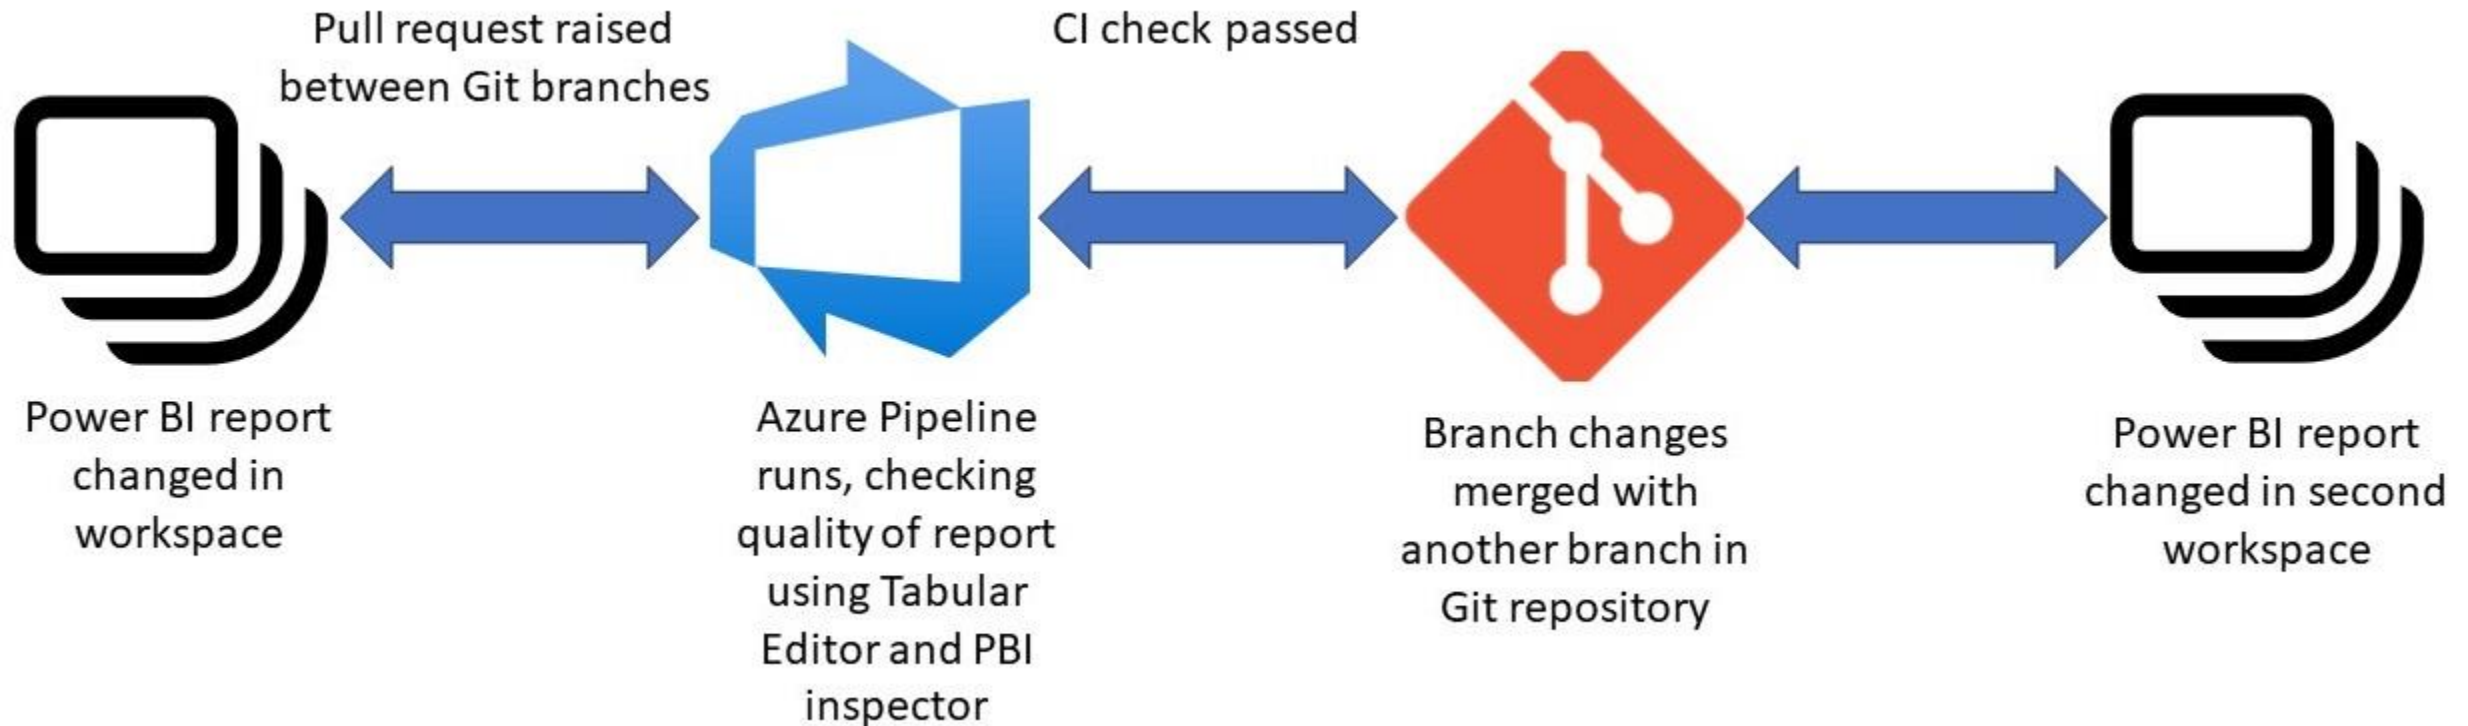 Pull request raised
between Git branches
CI check passed
Power BI report
changed in
workspace
Azure Pipeline
runs, checking
quality of report
using Tabular
Editor and PBI
inspector
Branch changes
merged with
another branch in
Git repository
Power BI report
changed in second
workspace